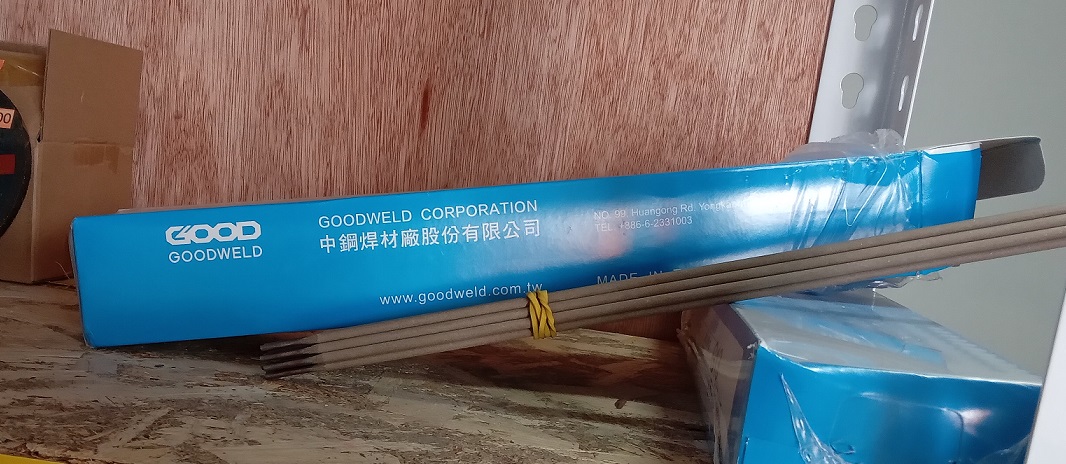 GOOD
GOODWELD
GOODWELD CORPORATION
中鋼焊材廠股份有限公司
www.goodweld.com.tw
NO. 99, Huangong Rd.
TEL +886-6-2331003
MADE IN
00